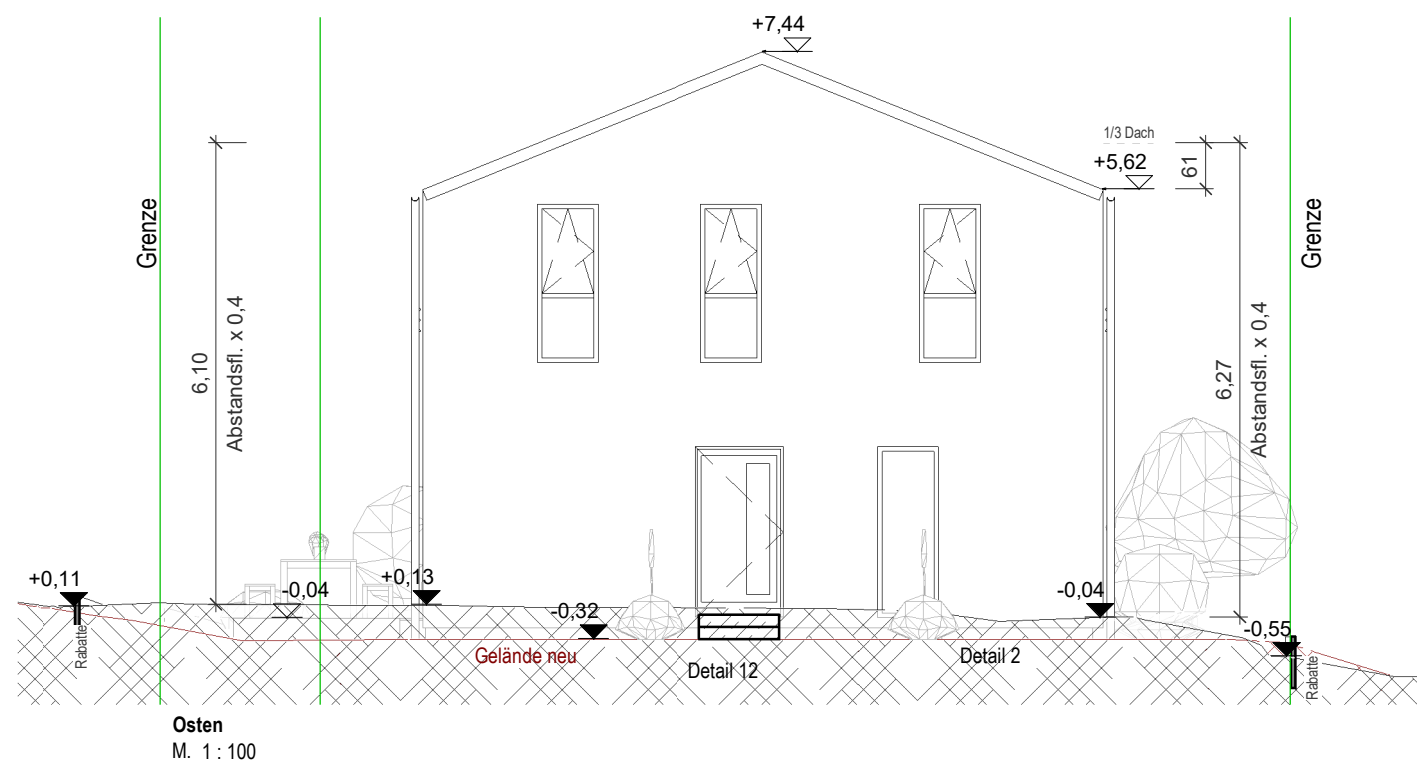 +7,44
1/3 Dach
+5,62
61
Grenze
Grenze
6,10
Abstandsfl. x 0,4
6,27
Abstandsfl. x 0,4
+0,11
-0,04
+0,13
-0,32
-0,04
-0,55
Rabatte
Gelände neu
Detail 12
Detail 2
Rabatte
Osten
M. 1 : 100